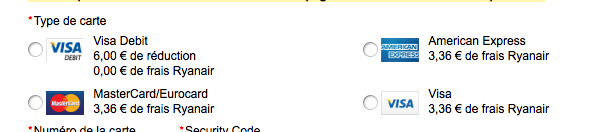 *Type de carte
VISA
DEBIT
Visa Debit
6,00 € de réduction
0,00 € de frais Ryanair
AMERICAN
EXPRESS
American Express
3,36 € de frais Ryanair
MasterCard
MasterCard/Eurocard
3,36 € de frais Ryanair
VISA
Visa
3,36 € de frais Ryanair
*Numéro de la carte *Security Code